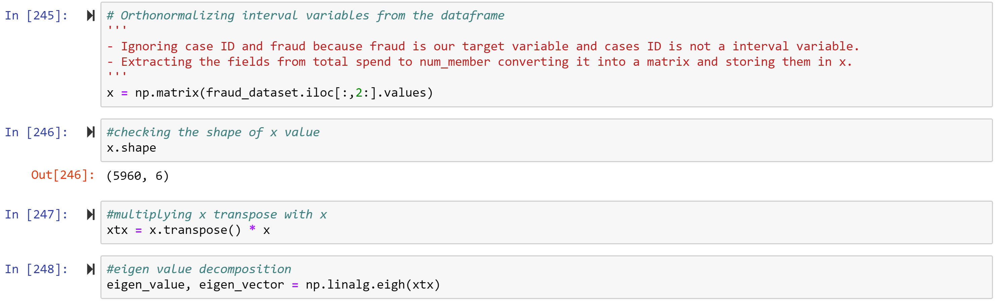 In [245]: # Orthonormalizing interval variables from the dataframe
'''
- Ignoring case ID and fraud because fraud is our target variable and cases ID is not a interval variable.
- Extracting the fields from total spend to num_member converting it into a matrix and storing them in x.
'''
x = np.matrix(fraud_dataset.iloc[:,2:].values)
In [246]: #checking the shape of x value
x.shape
Out[246]: (5960, 6)
In [247]: #multiplying x transpose with x
xtx = x.transpose() * x
In [248]: #eigen value decomposition
eigen_value, eigen_vector = np.linalg.eigh(xtx)